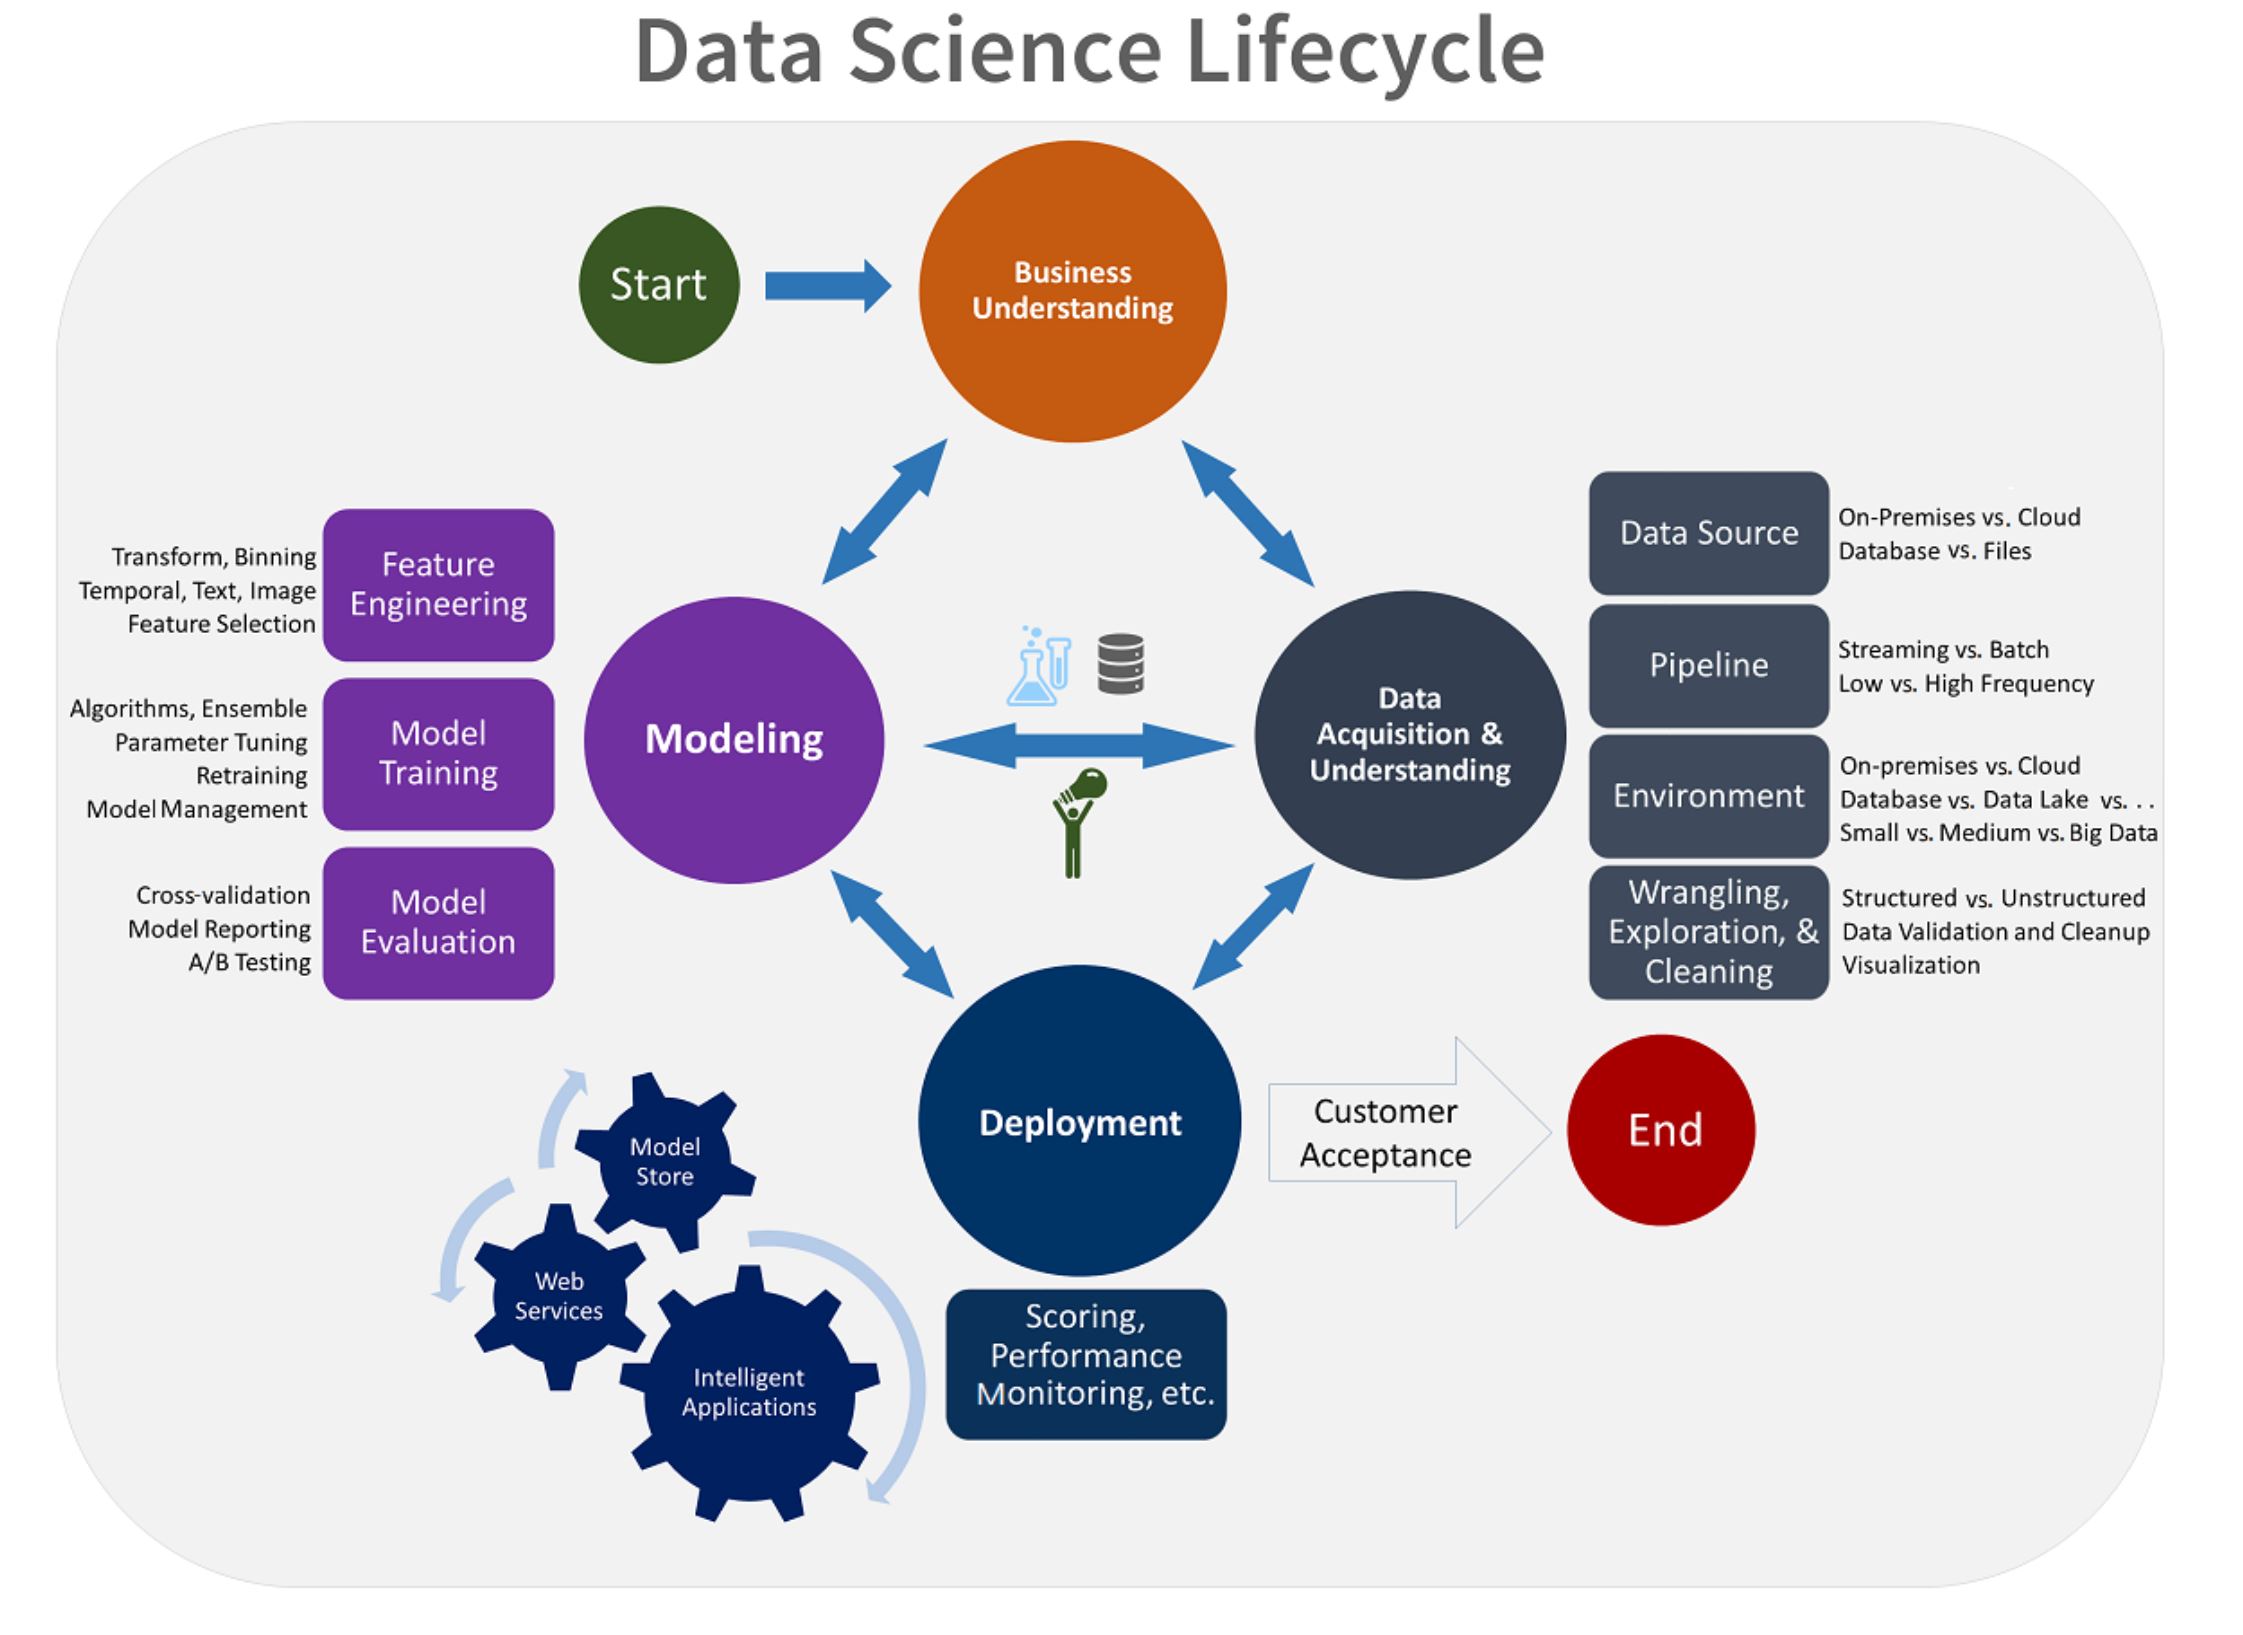 Data Science Lifecycle
Start
Business
Understanding
Feature
Engineering
Transform, Binning
Temporal, Text, Image
Feature Selection
Model
Training
Algorithms, Ensemble
Parameter Tuning
Retraining
Model Management
Model
Evaluation
Cross-validation
Model Reporting
A/B Testing
Modeling
Data
Acquisition &
Understanding
Data Source
On-Premises vs. Cloud
Database vs. Files
Pipeline
Streaming vs. Batch
Low vs. High Frequency
Environment
On-premises vs. Cloud
Database vs. Data Lake vs. . .
Small vs. Medium vs. Big Data
Wrangling,
Exploration, &
Cleaning
Structured vs. Unstructured
Data Validation and Cleanup
Visualization
Deployment
Customer
Acceptance
End
Model
Store
Web
Services
Intelligent
Applications
Scoring,
Performance
Monitoring, etc.